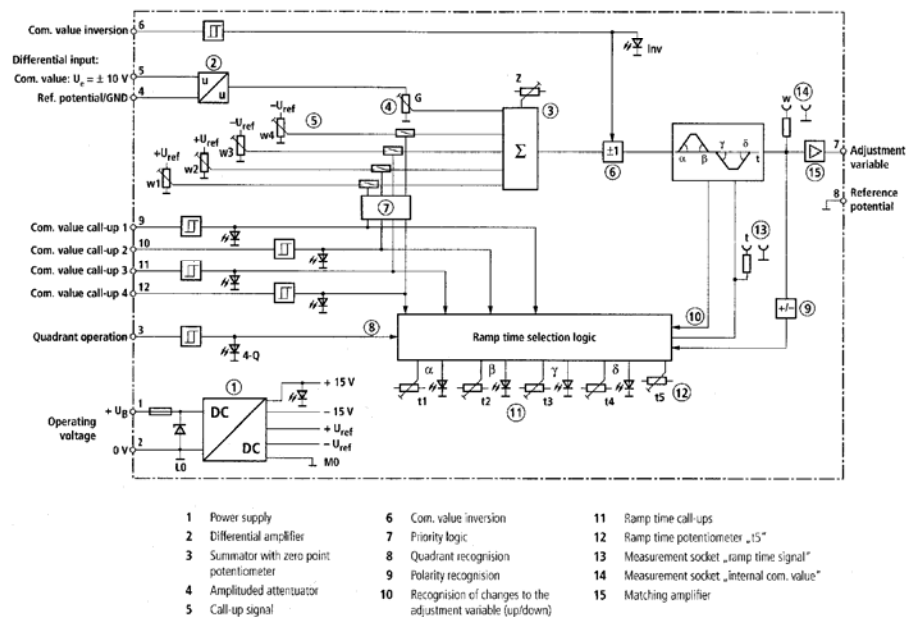 Com. value inversion
6
Inv
Differential input:
Com. value: Ue = ± 10 V
5
Ref. potential/GND
4
u
u
2
4
G
Z
3
−Uref
w4
5
−Uref
w3
+Uref
w2
+Uref
w1
Σ
±1
6
α
β
γ
δ
t
w
14
15
7
Adjustment
variable
8
Reference
potential
7
Com. value call-up 1
9
Com. value call-up 2
10
Com. value call-up 3
11
Com. value call-up 4
12
t
13
+/−
9
10
Quadrant operation
3
4-Q
8
Ramp time selection logic
α
β
γ
δ
t1
t2
t3
t4
t5
11
12
1
Operating
voltage
+ UB
1
0 V
2
L0
DC
DC
+ 15 V
− 15 V
+ Uref
− Uref
M0
1 Power supply
2 Differential amplifier
3 Summator with zero point
potentiometer
4 Amplituded attentuator
5 Call-up signal
6 Com. value inversion
7 Priority logic
8 Quadrant recognision
9 Polarity recognision
10 Recognision of changes to the
adjustment variable (up/down)
11 Ramp time call-ups
12 Ramp time potentiometer „t5"
13 Measurement socket „ramp time signal"
14 Measurement socket „internal com. value"
15 Matching amplifier